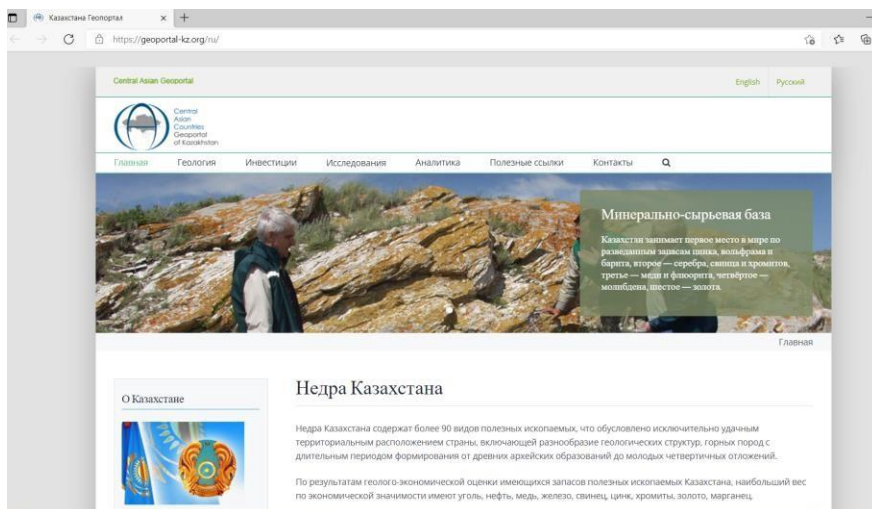 Казахстана Геопортал
https://geoportal-kz.org/ru/
Central Asian Geoportal
English Русский
Central
Asian
Countries
Geoportal
of Kazakhstan
Главная Геология Инвестиции Исследования Аналитика Полезные ссылки Контакты
Минерально-сырьевая база
Казахстан занимает первое место в мире по
разведанным запасам цинка, вольфрама и
барита, второе — серебра, свинца и хромитов,
третье — меди и флюорита, четвёртое —
молибдена, шестое — золота.
Главная
О Казахстане
Недра Казахстана
Недра Казахстана содержат более 90 видов полезных ископаемых, что обусловлено исключительно удачным
территориальным расположением страны, включающей разнообразие геологических структур, горных пород с
длительным периодом формирования от древних архейских образований до молодых четвертичных отложений.
По результатам геолого-экономической оценки имеющихся запасов полезных ископаемых Казахстана, наибольший вес
по экономической значимости имеют уголь, нефть, медь, железо, свинец, цинк, хромиты, золото, марганец.